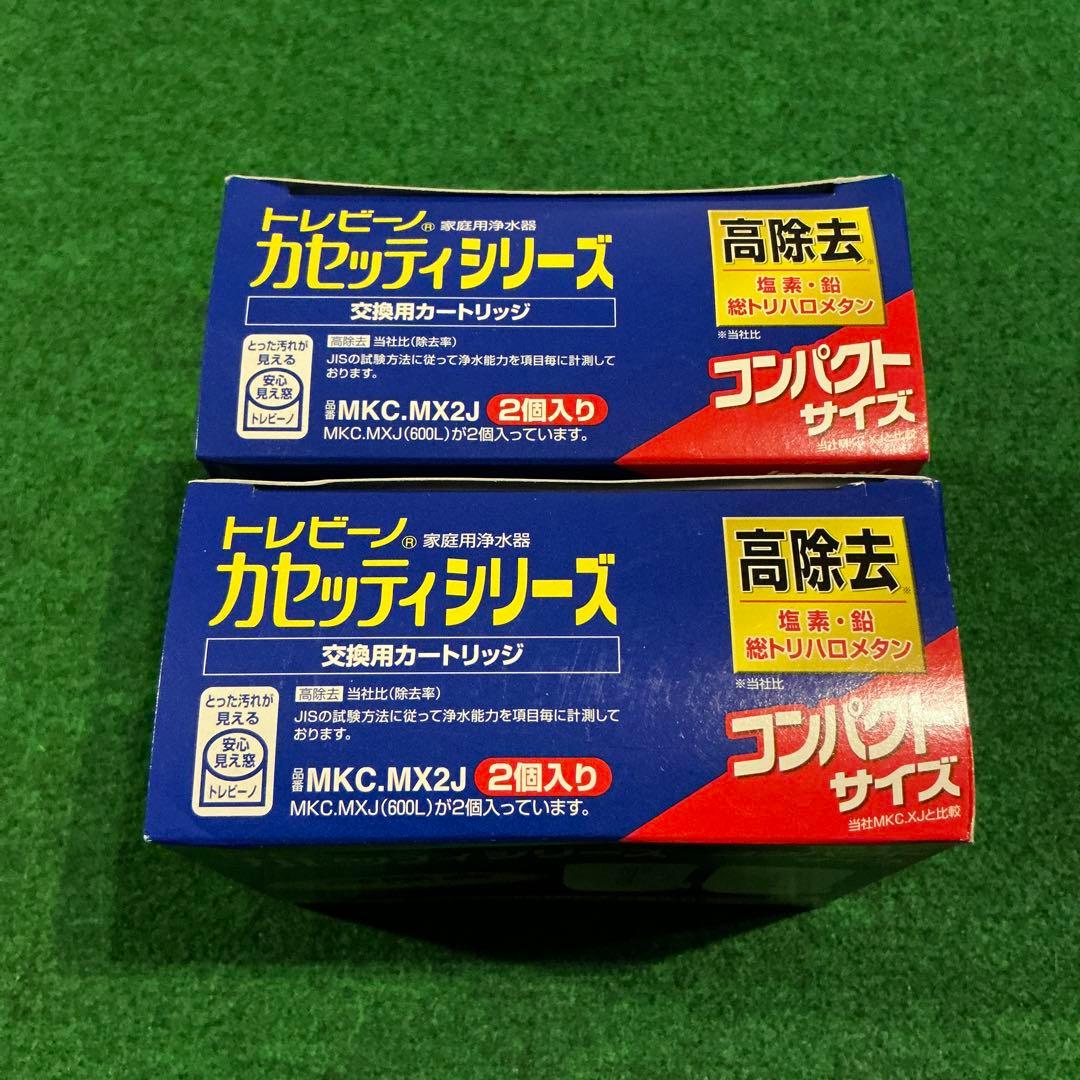 トレビーノ® 家庭用浄水器
カセッティシリーズ
交換用カートリッジ
とった汚れが
見える
安心
見え窓
トレビーノ
高除去 当社比(除去率)
JISの試験方法に従って浄水能力を項目毎に計測して
おります。
品番 MKC.MX2J 2個入り
MKC.MXJ(600L)が2個入っています。
高除去※
塩素・鉛
総トリハロメタン
※当社比
コンパクト
サイズ
トレビーノ® 家庭用浄水器
カセッティシリーズ
交換用カートリッジ
とった汚れが
見える
安心
見え窓
トレビーノ
高除去 当社比(除去率)
JISの試験方法に従って浄水能力を項目毎に計測して
おります。
品番 MKC.MX2J 2個入り
MKC.MXJ(600L)が2個入っています。
高除去※
塩素・鉛
総トリハロメタン
※当社比
コンパクト
サイズ
当社MKC.XJと比較